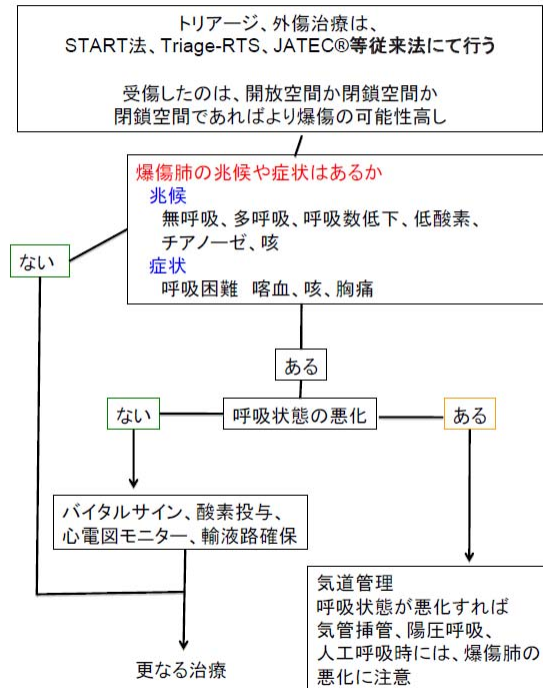 トリアージ、外傷治療は、
START法、Triage-RTS、JATEC®等従来法にて行う
受傷したのは、開放空間か閉鎖空間か
閉鎖空間であればより爆傷の可能性高し
爆傷肺の兆候や症状はあるか
兆候
無呼吸、多呼吸、呼吸数低下、低酸素、
チアノーゼ、咳
症状
呼吸困難 喀血、咳、胸痛
ない
ある
ない
呼吸状態の悪化
ある
バイタルサイン、酸素投与、
心電図モニター、輸液路確保
気道管理
呼吸状態が悪化すれば
気管挿管、陽圧呼吸、
人工呼吸時には、爆傷肺の
悪化に注意
更なる治療